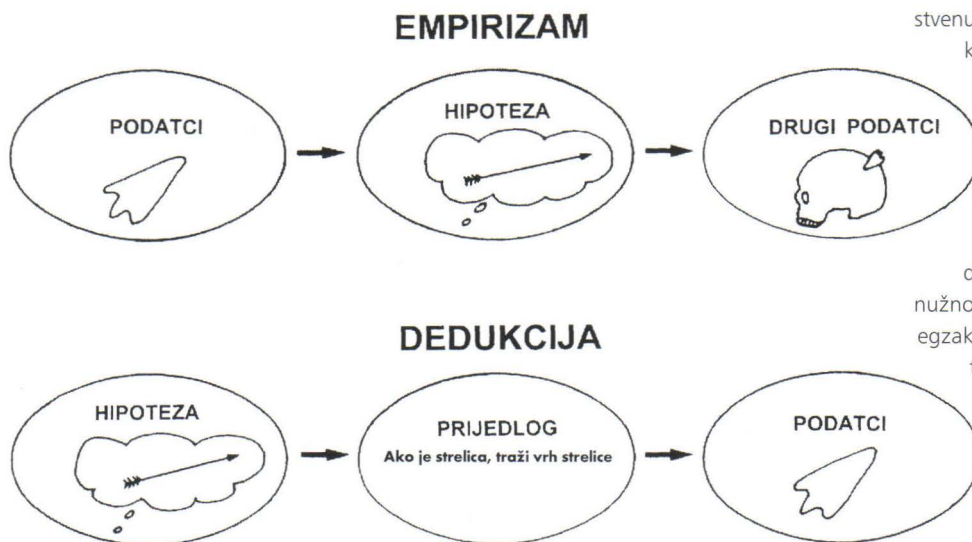 EMPIRIZAM
PODATCI
HIPOTEZA
DRUGI PODATCI
DEDUKCIJA
HIPOTEZA
PRIJEDLOG
Ako je strelica, traži vrh strelice
PODATCI
stvenu
k
d
nužno
egzak
t